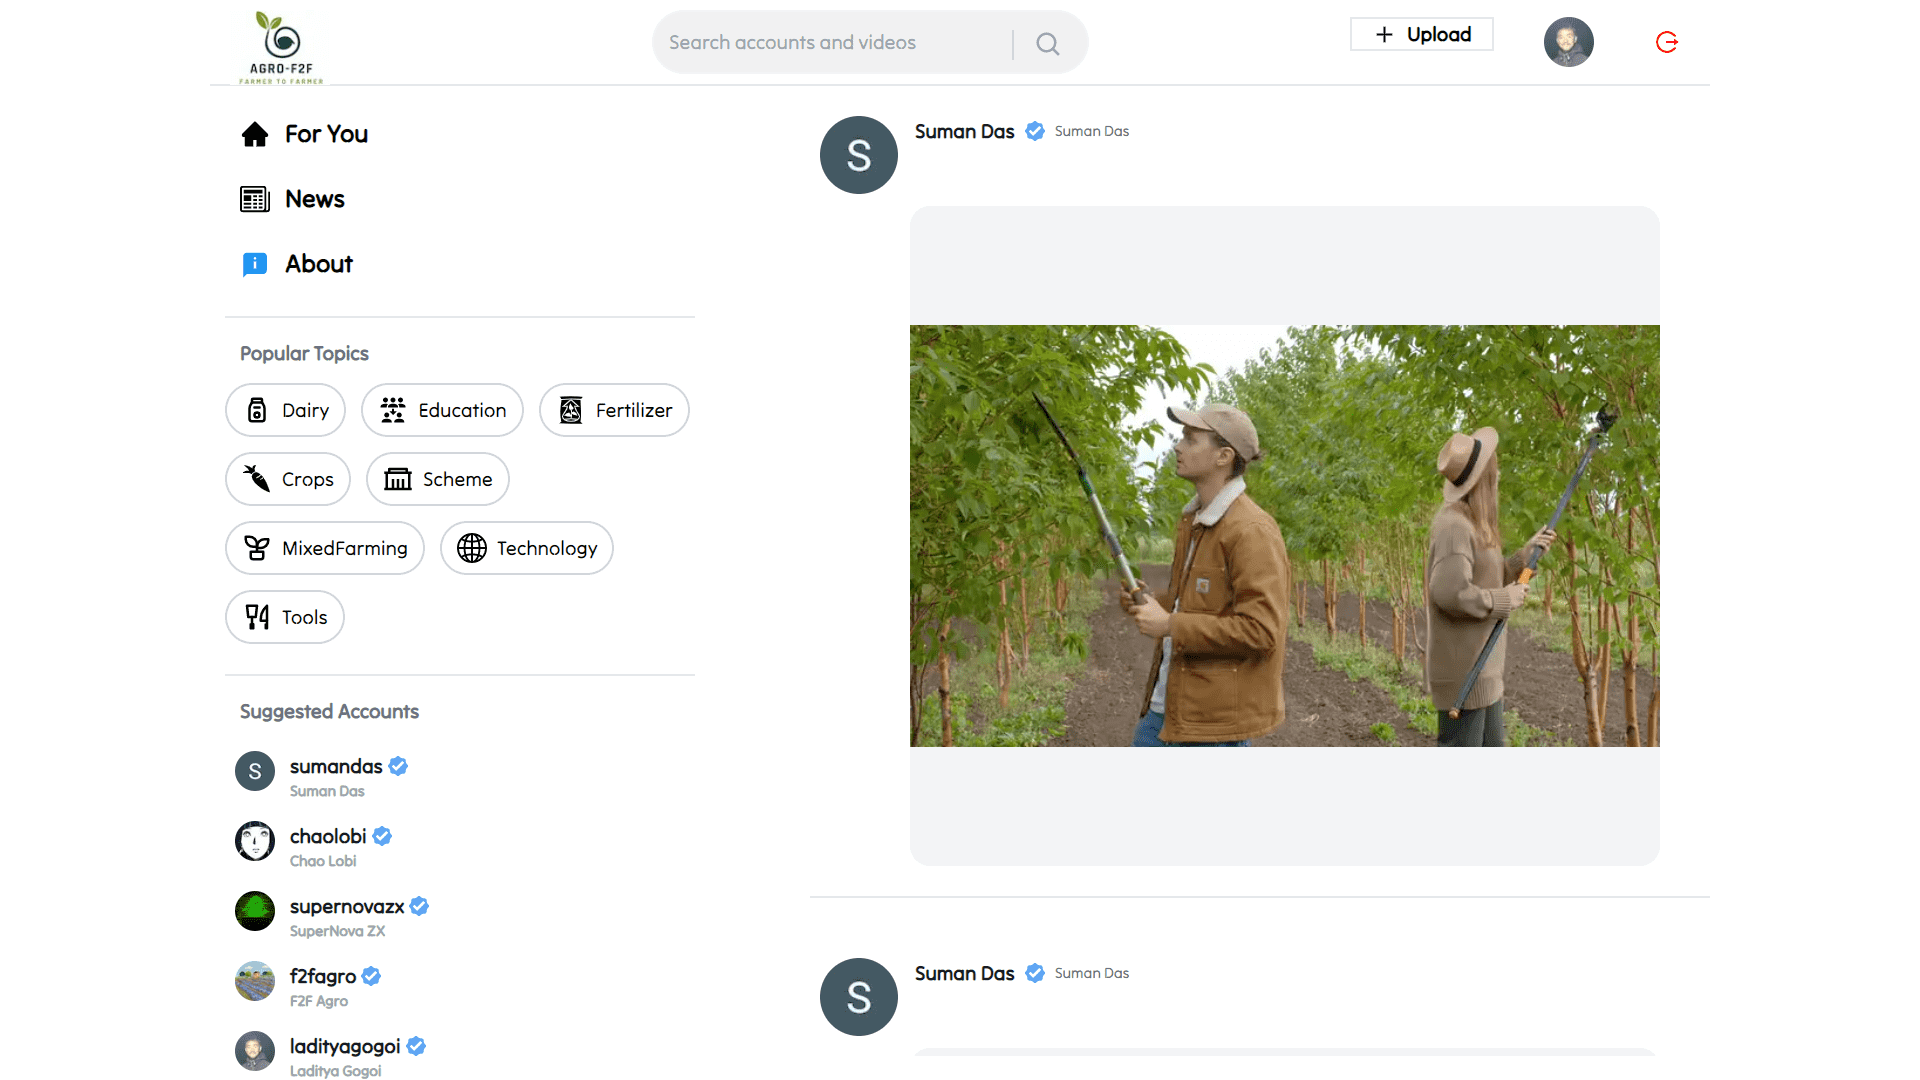 AGRO-F2F
FARMER TO FARMER
Search accounts and videos
Upload
For You
News
About
Popular Topics
Dairy
Education
Fertilizer
Crops
Scheme
MixedFarming
Technology
Tools
Suggested Accounts
S
sumandas
Suman Das
chaolobi
Chao Lobi
supernovazx
SuperNova ZX
f2fagro
F2F Agro
ladityagogoi
Laditya Gogoi
S
Suman Das Suman Das
S
Suman Das Suman Das